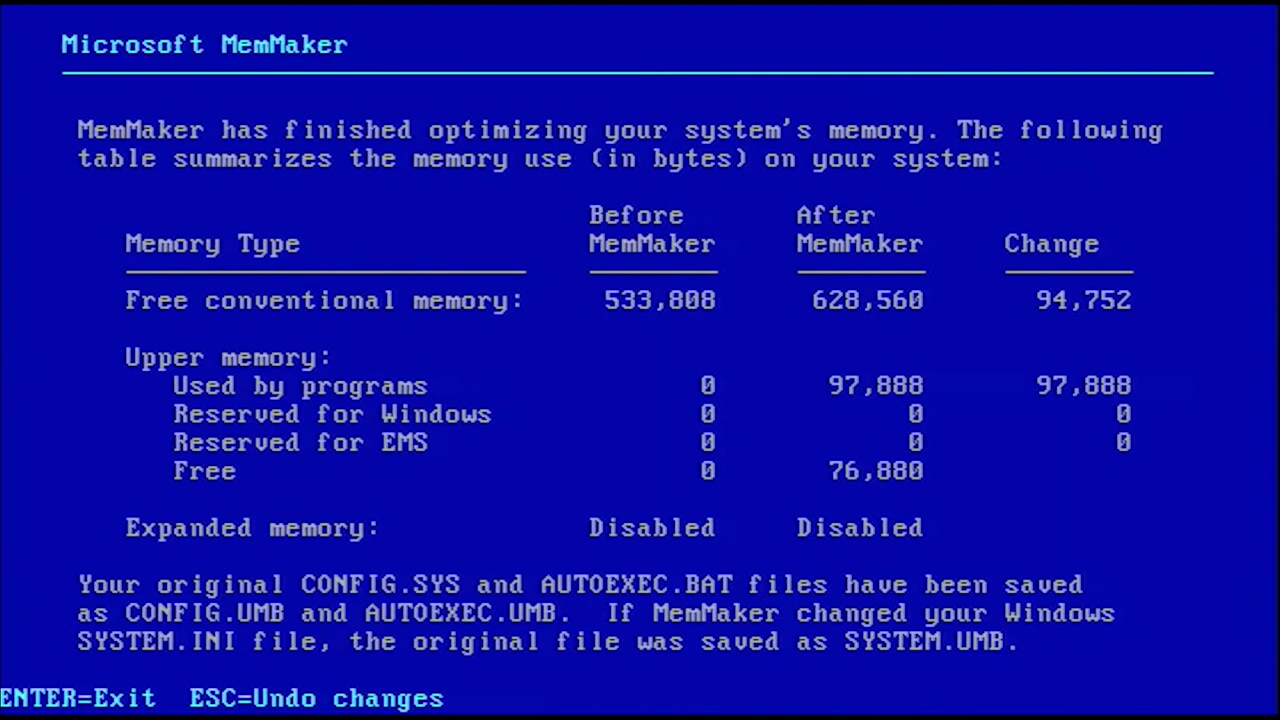 Microsoft MemMaker
MemMaker has finished optimizing your system's memory. The following
table summarizes the memory use (in bytes) on your system:
Before After
Memory Type MemMaker MemMaker Change
Free conventional memory: 533,808 628,560 94,752
Upper memory:
Used by programs 0 97,888 97,888
Reserved for Windows 0 0 0
Reserved for EMS 0 0 0
Free 0 76,880
Expanded memory: Disabled Disabled
Your original CONFIG.SYS and AUTOEXEC.BAT files have been saved
as CONFIG.UMB and AUTOEXEC.UMB. If MemMaker changed your Windows
SYSTEM.INI file, the original file was saved as SYSTEM.UMB.
ENTER=Exit ESC=Undo changes